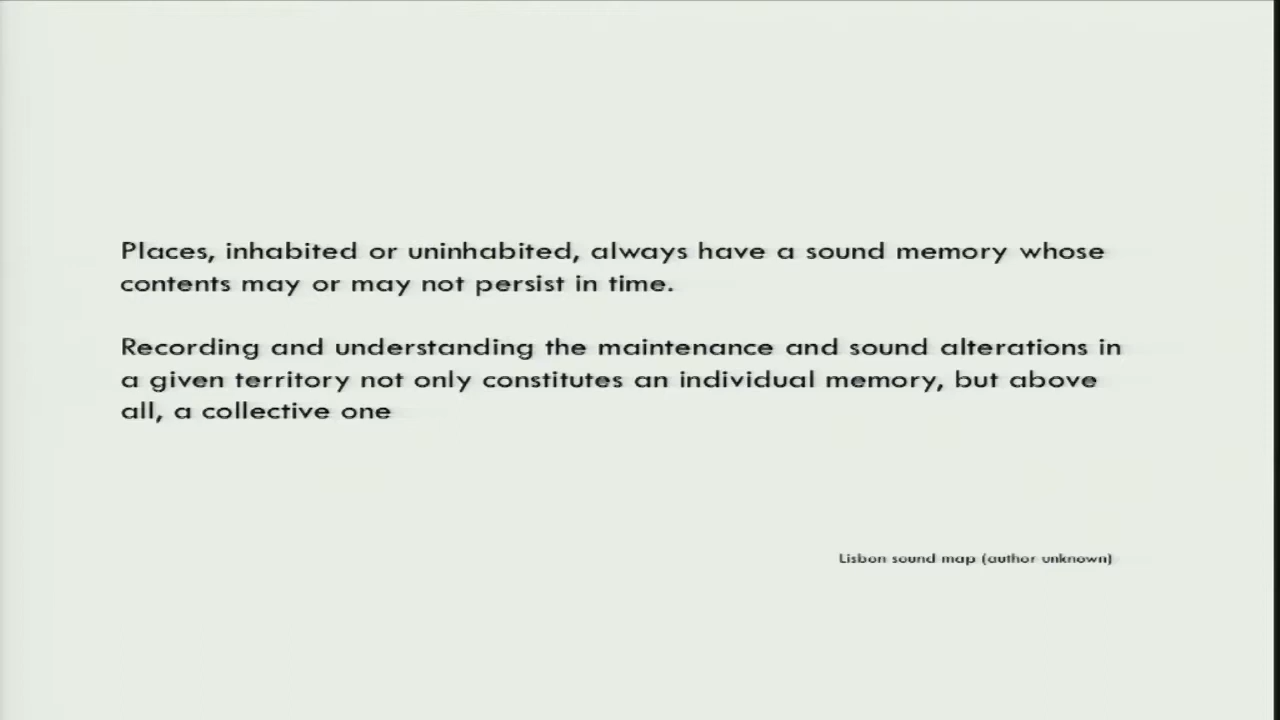 Places, inhabited or uninhabited, always have a sound memory whose
contents may or may not persist in time.
Recording and understanding the maintenance and sound alterations in
a given territory not only constitutes an individual memory, but above
all, a collective one
Lisbon sound map (author unknown)